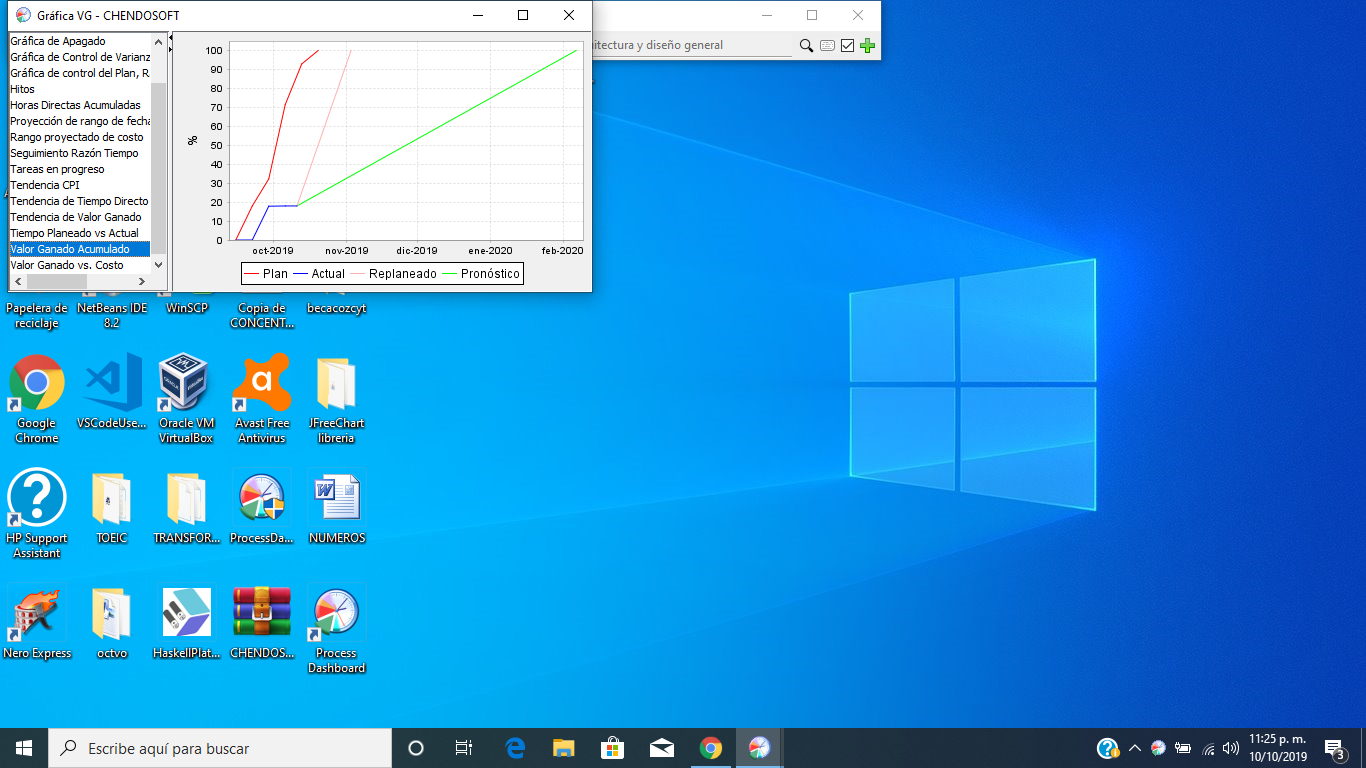 Gráfica VG - CHENDOSOFT
Gráfica de Apagado
Gráfica de Control de Varianz
Gráfica de control del Plan, R
Hitos
Horas Directas Acumuladas
Proyección de rango de fecha
Rango proyectado de costo
Seguimiento Razón Tiempo
Tareas en progreso
Tendencia CPI
Tendencia de Tiempo Directo
Tendencia de Valor Ganado
Tiempo Planeado vs Actual
Valor Ganado Acumulado
Valor Ganado vs. Costo
%
100
90
80
70
60
50
40
30
20
10
0
oct-2019 nov-2019 dic-2019 ene-2020 feb-2020
Plan Actual Replaneado Pronóstico
itectura y diseño general
Papelera de
reciclaje
NetBeans IDE
8.2
WinSCP
Copia de
CONCENT...
becacozcyt
Google
Chrome
VSCodeUse...
Oracle VM
VirtualBox
Avast Free
Antivirus
JFreeChart
libreria
HP Support
Assistant
TOEIC
TRANSFOR...
ProcessDa...
NUMEROS
Nero Express
octvo
HaskellPlat...
CHENDOS...
Process
Dashboard
Escribe aquí para buscar
11:25 p. m.
10/10/2019
3